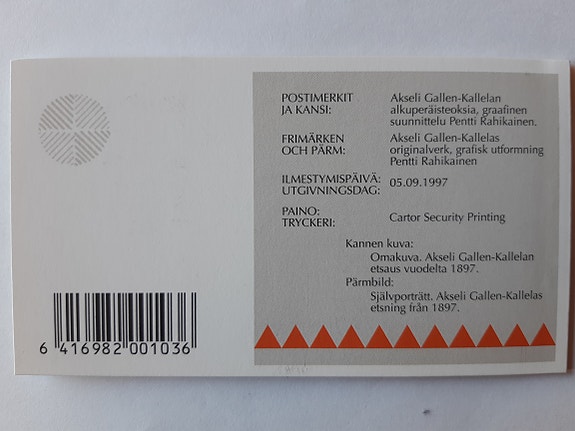 POSTIMERKIT JA KANSI: Akseli Gallen-Kallelan
alkuperäisteoksia, graafinen
suunnittelu Pentti Rahikainen.
FRIMÄRKEN OCH PÄRM: Akseli Gallen-Kallelas
originalverk, grafisk utformning
Pentti Rahikainen
ILMESTYMISPÄIVÄ:
UTGIVNINGSDAG: 05.09.1997
PAINO:
TRYCKERI: Cartor Security Printing
Kannen kuva:
Omakuva. Akseli Gallen-Kallelan
etsaus vuodelta 1897.
Pärmbild:
Självporträtt. Akseli Gallen-Kallelas
etsning från 1897.
6 416982 001036